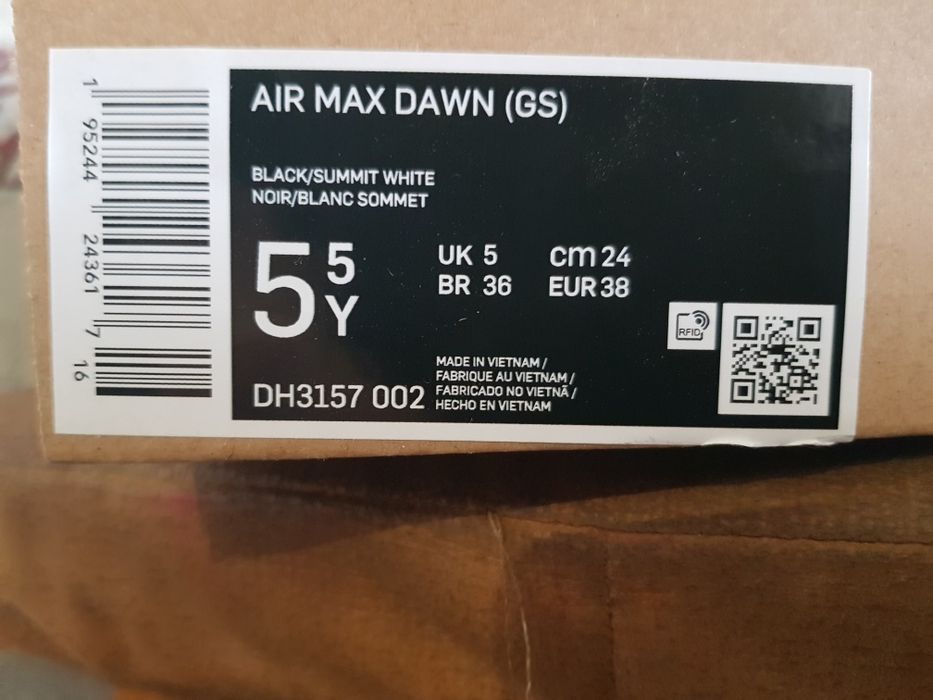 AIR MAX DAWN (GS)
BLACK/SUMMIT WHITE
NOIR/BLANC SOMMET
5 5 Y
UK 5 cm 24
BR 36 EUR 38
RFID
MADE IN VIETNAM /
FABRIQUE AU VIETNAM /
FABRICADO NO VIETNÃ /
HECHO EN VIETNAM
DH3157 002
1 95244 24361 7 16